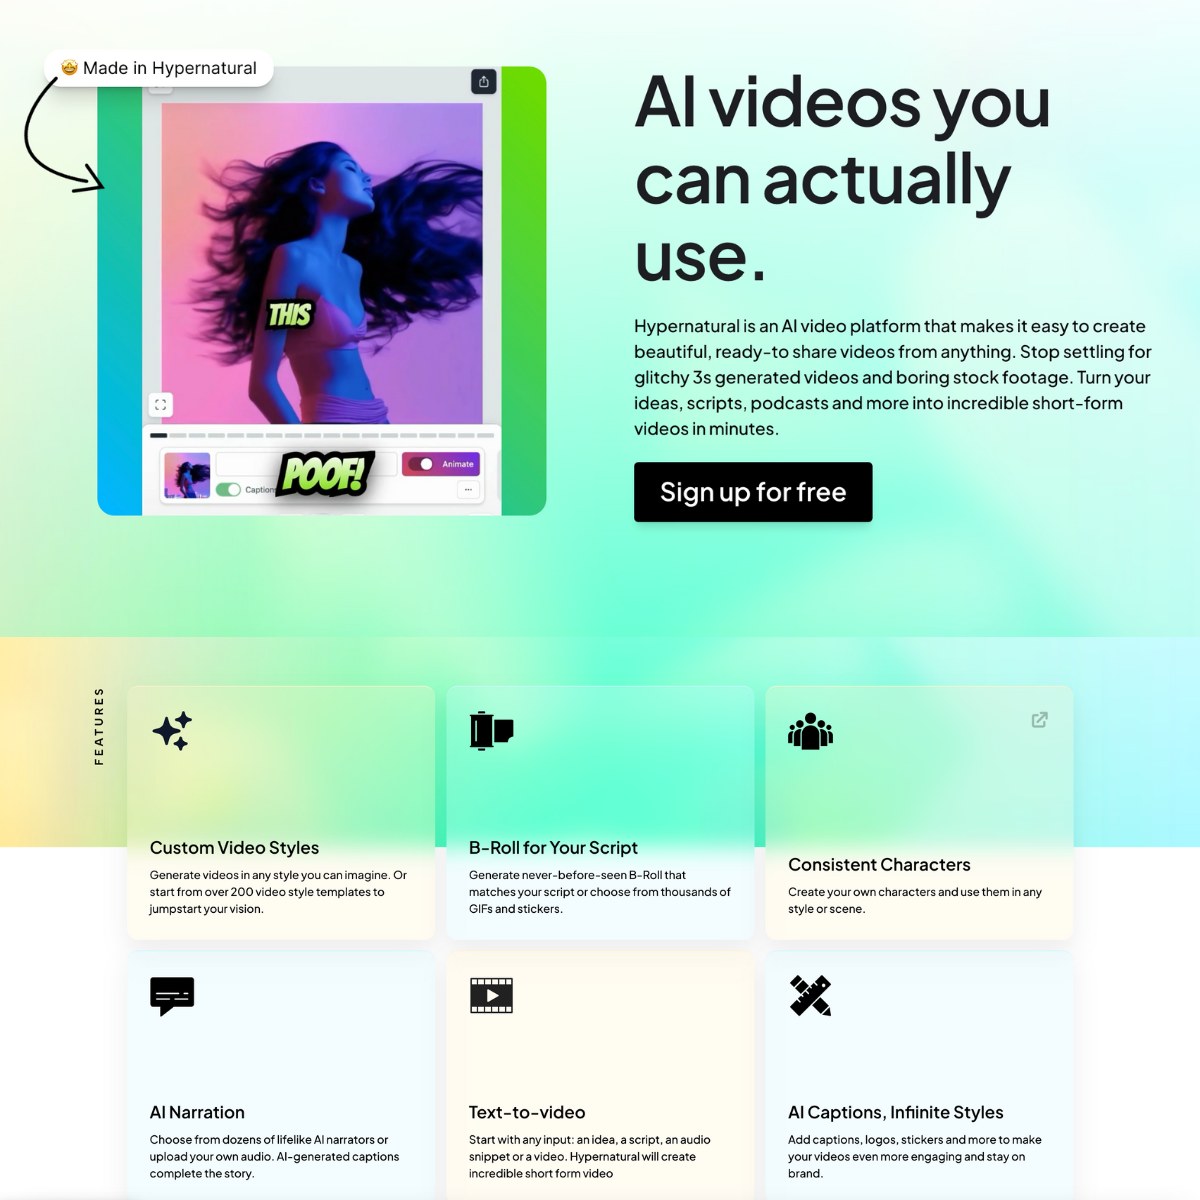 🤩 Made in Hypernatural
THIS
POOF!
Animate
Caption
AI videos you
can actually
use.
Hypernatural is an AI video platform that makes it easy to create
beautiful, ready-to share videos from anything. Stop settling for
glitchy 3s generated videos and boring stock footage. Turn your
ideas, scripts, podcasts and more into incredible short-form
videos in minutes.
Sign up for free
FEATURES
Custom Video Styles
Generate videos in any style you can imagine. Or
start from over 200 video style templates to
jumpstart your vision.
B-Roll for Your Script
Generate never-before-seen B-Roll that
matches your script or choose from thousands of
GIFs and stickers.
Consistent Characters
Create your own characters and use them in any
style or scene.
AI Narration
Choose from dozens of lifelike AI narrators or
upload your own audio. AI-generated captions
complete the story.
Text-to-video
Start with any input: an idea, a script, an audio
snippet or a video. Hypernatural will create
incredible short form video
AI Captions, Infiinite Styles
Add captions, logos, stickers and more to make
your videos even more engaging and stay on
brand.